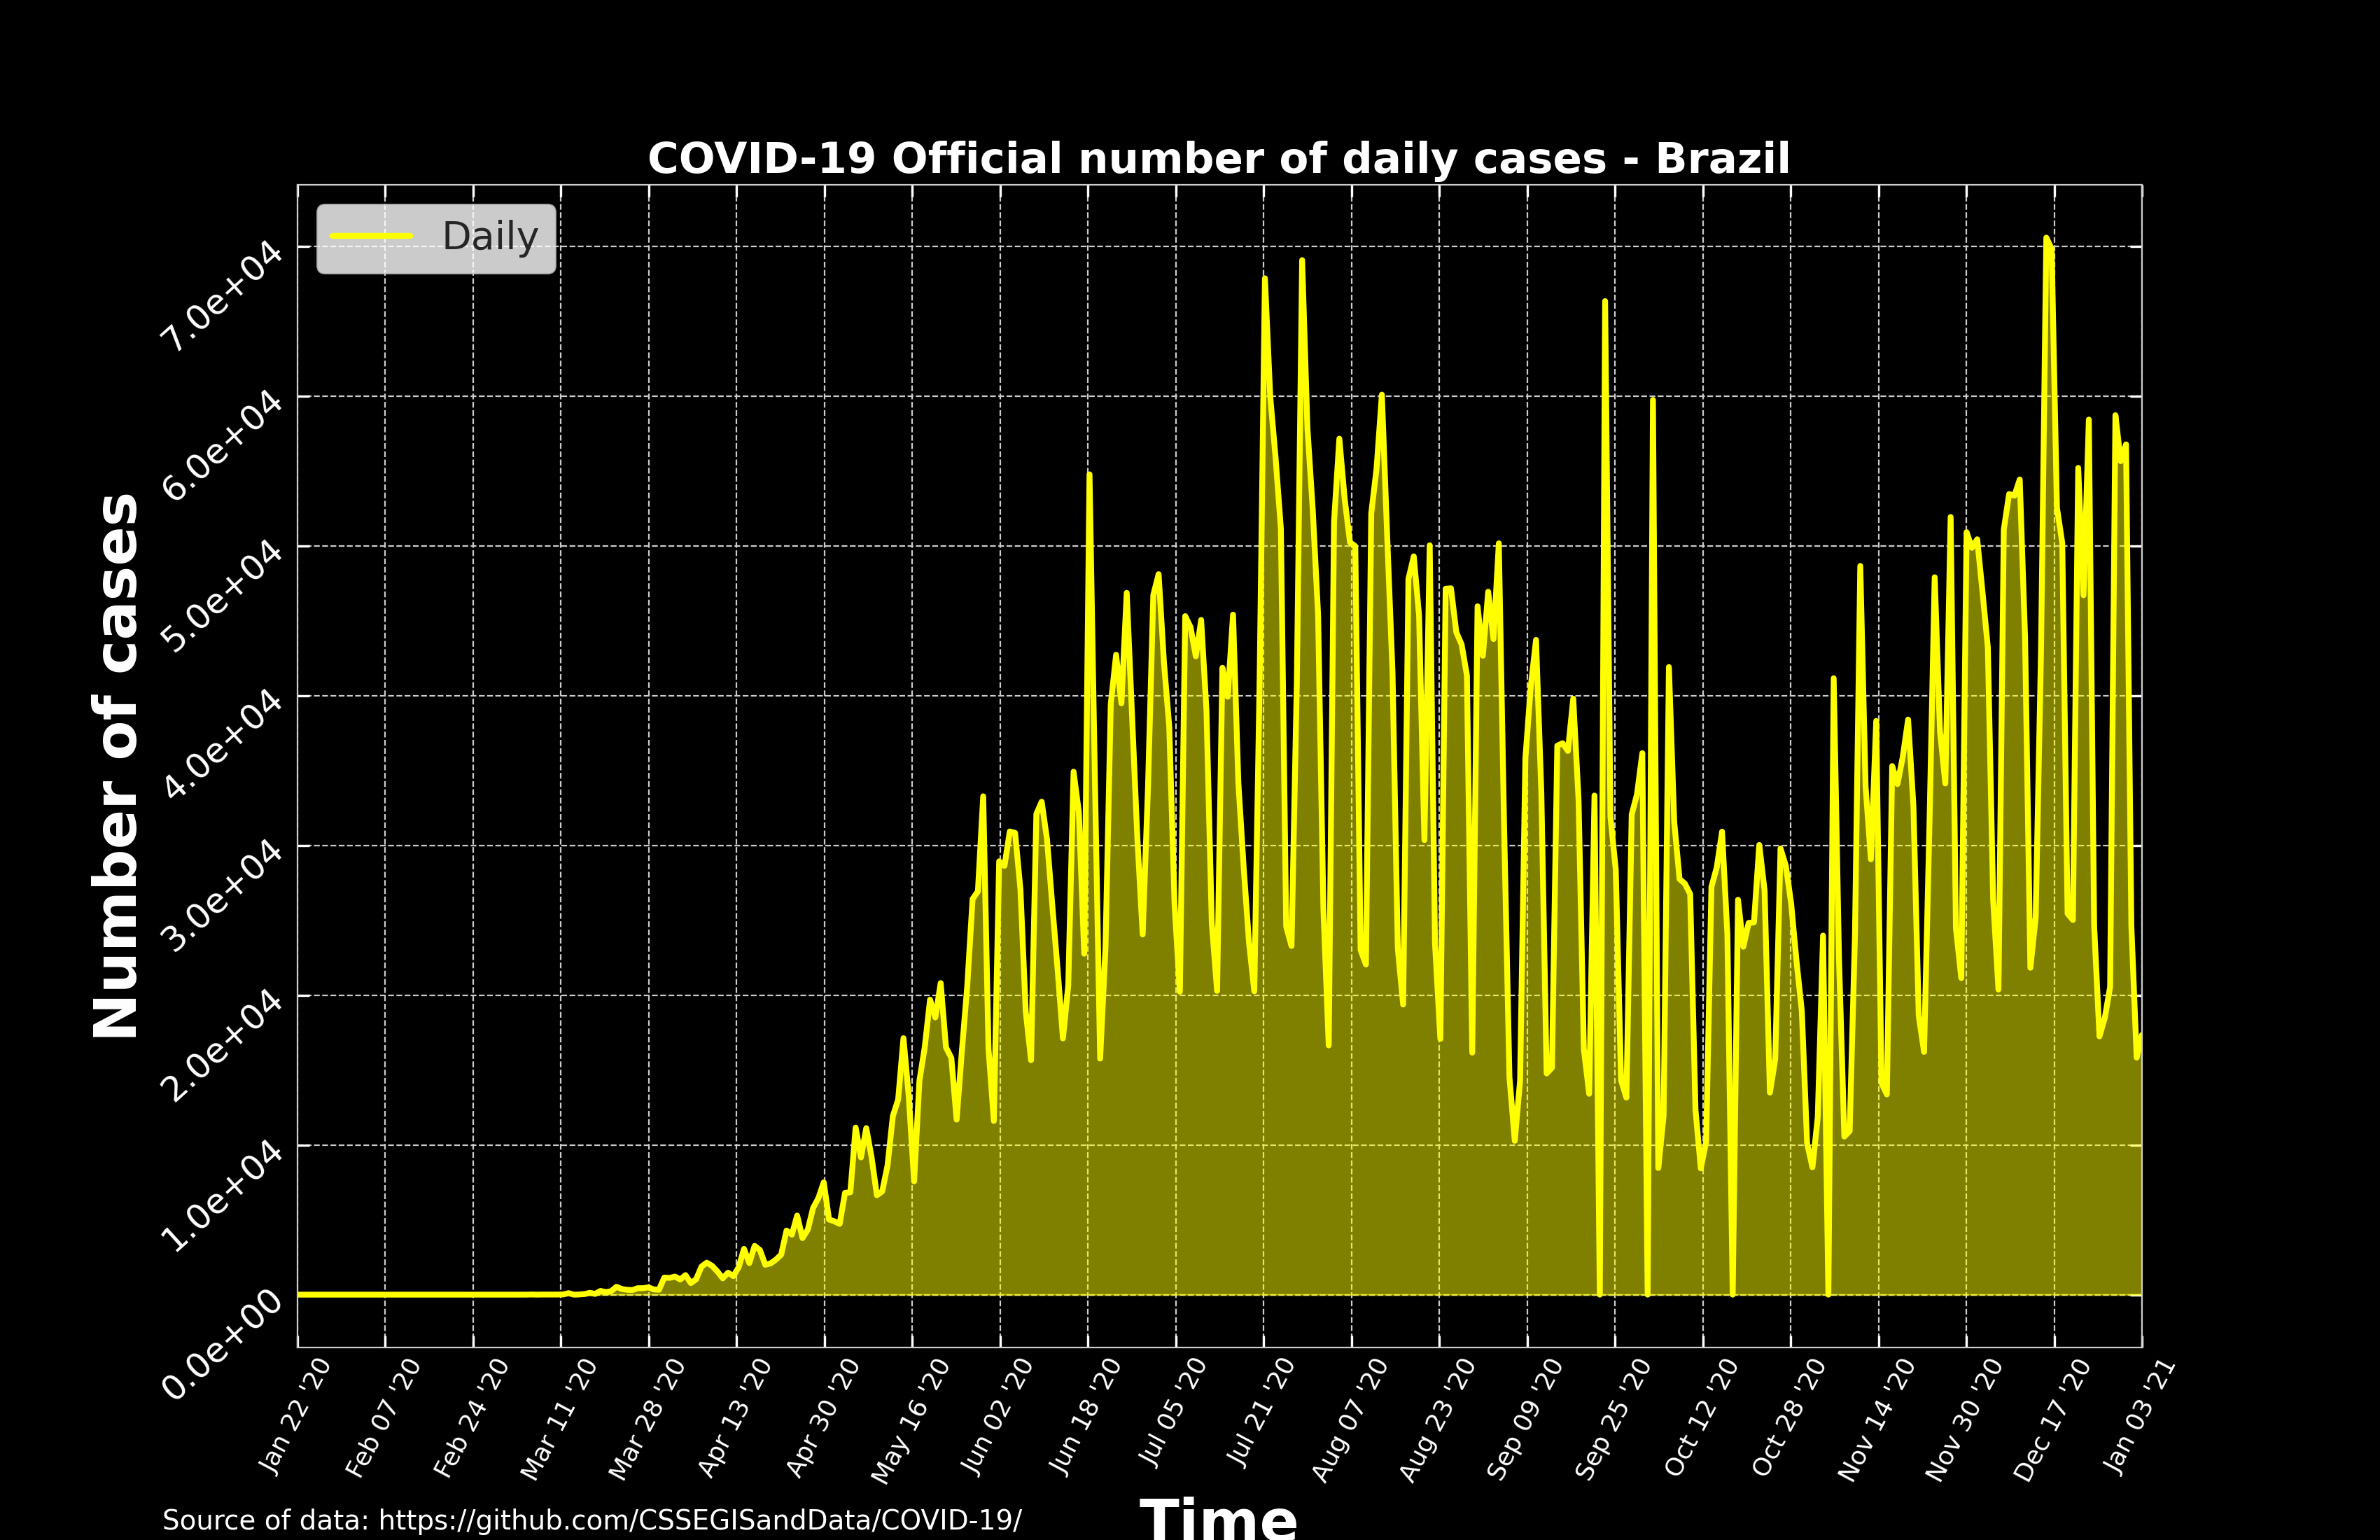 COVID-19 Official number of daily cases - Brazil
Daily
Number of cases
7.0e+04
6.0e+04
5.0e+04
4.0e+04
3.0e+04
2.0e+04
1.0e+04
0.0e+00
Jan 22 '20
Feb 07 '20
Feb 24 '20
Mar 11 '20
Mar 28 '20
Apr 13 '20
Apr 30 '20
May 16 '20
Jun 02 '20
Jun 18 '20
Jul 05 '20
Jul 21 '20
Aug 07 '20
Aug 23 '20
Sep 09 '20
Sep 25 '20
Oct 12 '20
Oct 28 '20
Nov 14 '20
Nov 30 '20
Dec 17 '20
Jan 03 '21
Time
Source of data: https://github.com/CSSEGISandData/COVID-19/